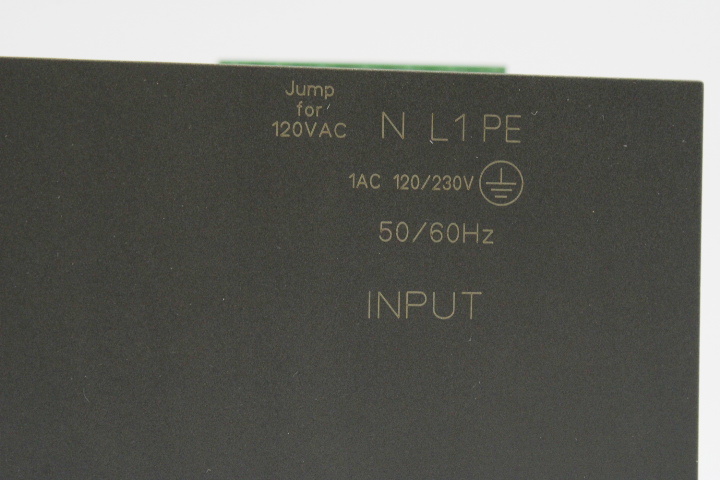 Jump
for
120VAC
N L1 PE
1AC 120/230V
50/60Hz
INPUT